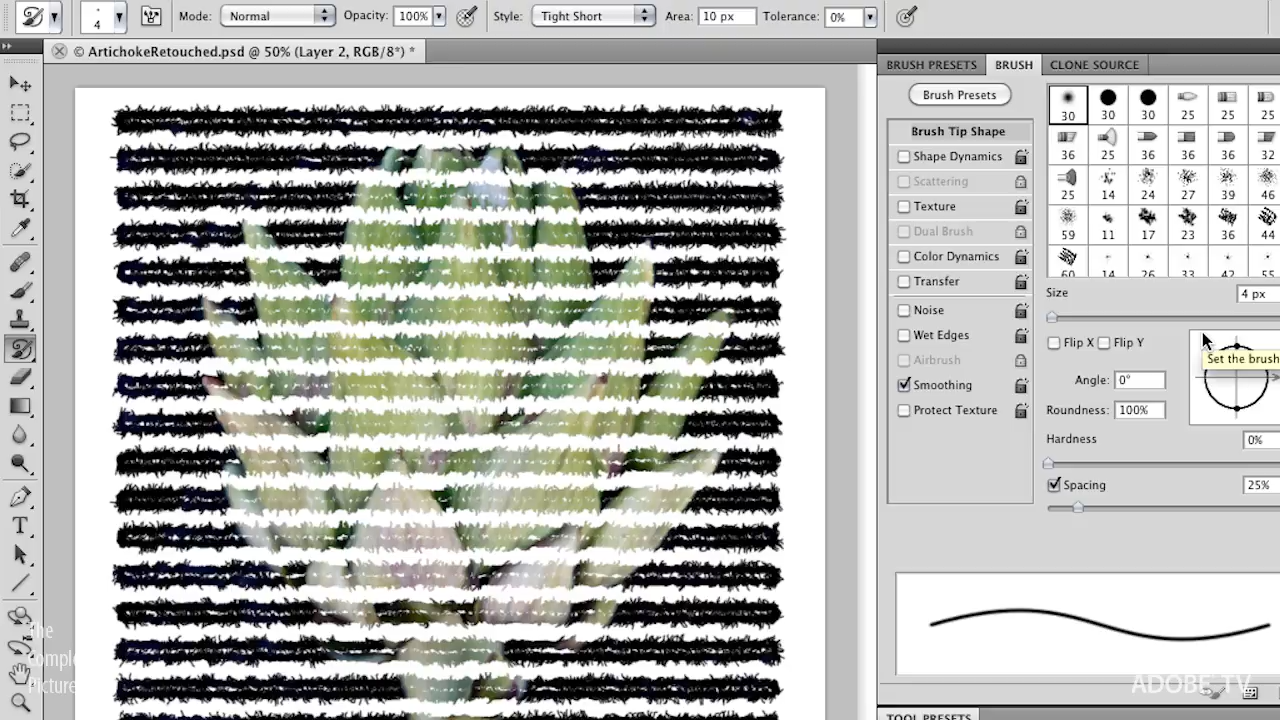 4 Mode: Normal Opacity: 100% Style: Tight Short Area: 10 px Tolerance: 0%
© ArtichokeRetouched.psd @ 50% (Layer 2, RGB/8*) *
BRUSH PRESETS BRUSH CLONE SOURCE
Brush Presets
30 30 30 25 25 25
Brush Tip Shape
36 25 36 36 36 32
Shape Dynamics
Scattering
25 14 24 27 39 46
Texture
Dual Brush
59 11 17 23 36 44
Color Dynamics
60 14 26 33 42 55
Transfer
Size 4 px
Noise
Wet Edges
Flip X Flip Y
Set the brush
Airbrush
Angle: 0°
Smoothing
Protect Texture
Roundness: 100%
Hardness 0%
Spacing 25%
The
Comple
Picture
ADOBE TV
TOOL PRESETS